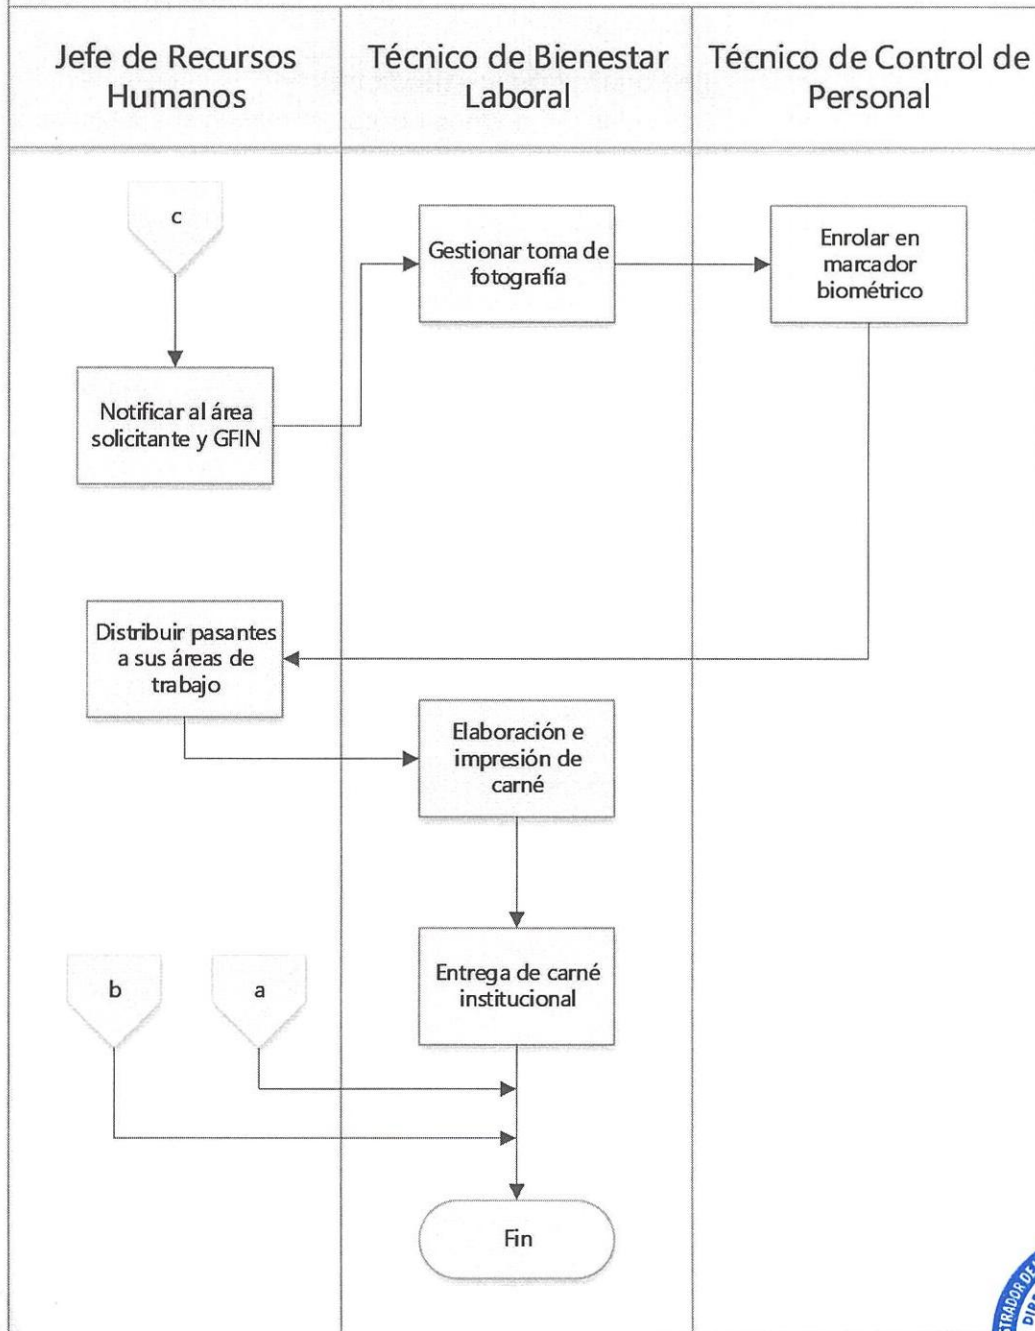 Jefe de Recursos
Humanos
Técnico de Bienestar
Laboral
Técnico de Control de
Personal
c
Gestionar toma de
fotografía
Enrolar en
marcador
biométrico
Notificar al área
solicitante y GFIN
Distribuir pasantes
a sus áreas de
trabajo
Elaboración e
impresión de
carné
Entrega de carné
institucional
b
a
Fin